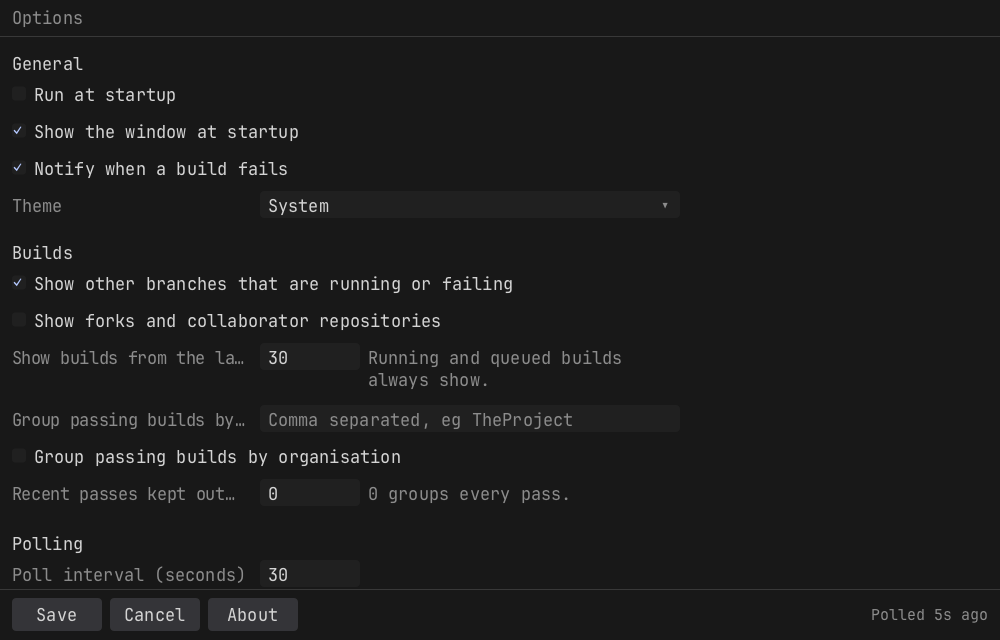 Options
General
Run at startup
Show the window at startup
Notify when a build fails
Theme
System
Builds
Show other branches that are running or failing
Show forks and collaborator repositories
Show builds from the la…
30
Running and queued builds
always show.
Group passing builds by…
Comma separated, eg TheProject
Group passing builds by organisation
Recent passes kept out…
0
0 groups every pass.
Polling
Poll interval (seconds)
30
Save
Cancel
About
Polled 5s ago